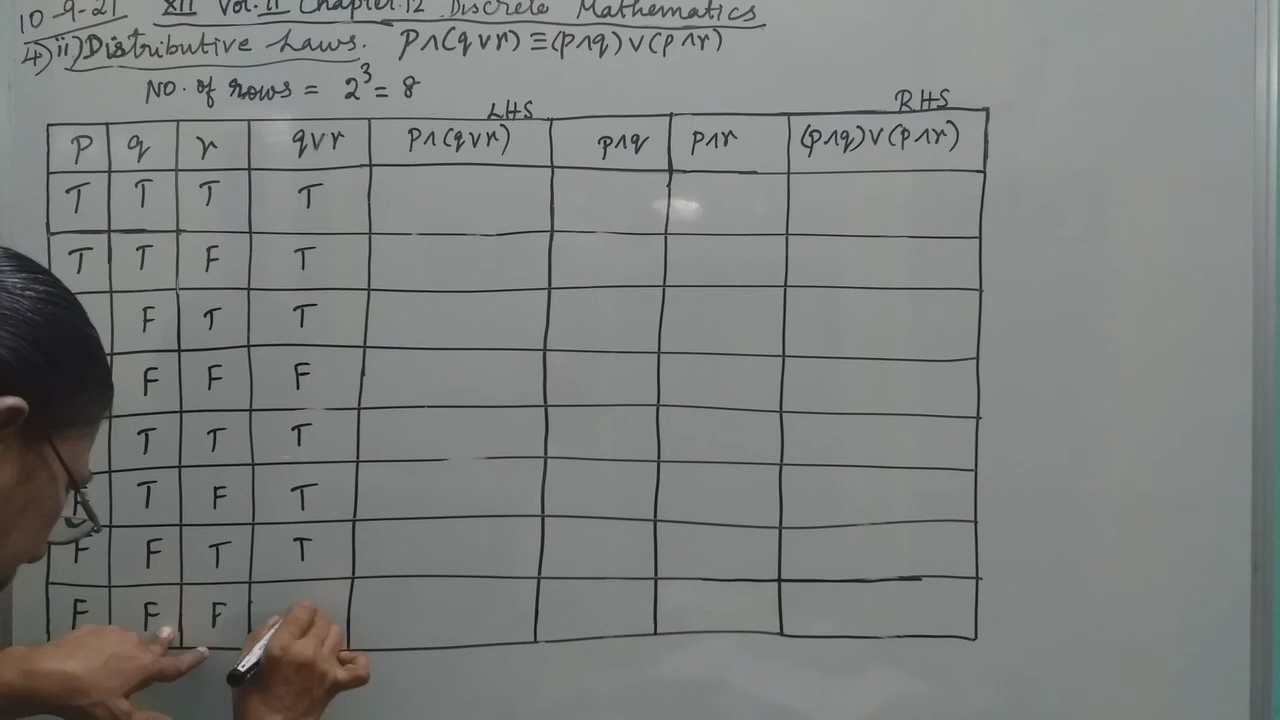 10-9-21 XII Vol. II Chapter: 12 Discrete Mathematics
4) ii) Distributive Laws. p∧(q∨r) ≡ (p∧q)∨(p∧r)
No. of rows = 2³ = 8
LHS RHS
p q r q∨r p∧(q∨r) p∧q p∧r (p∧q)∨(p∧r)
T T T T
T T F T
F T T
F F F
T T T
F T F T
F F T T
F F F